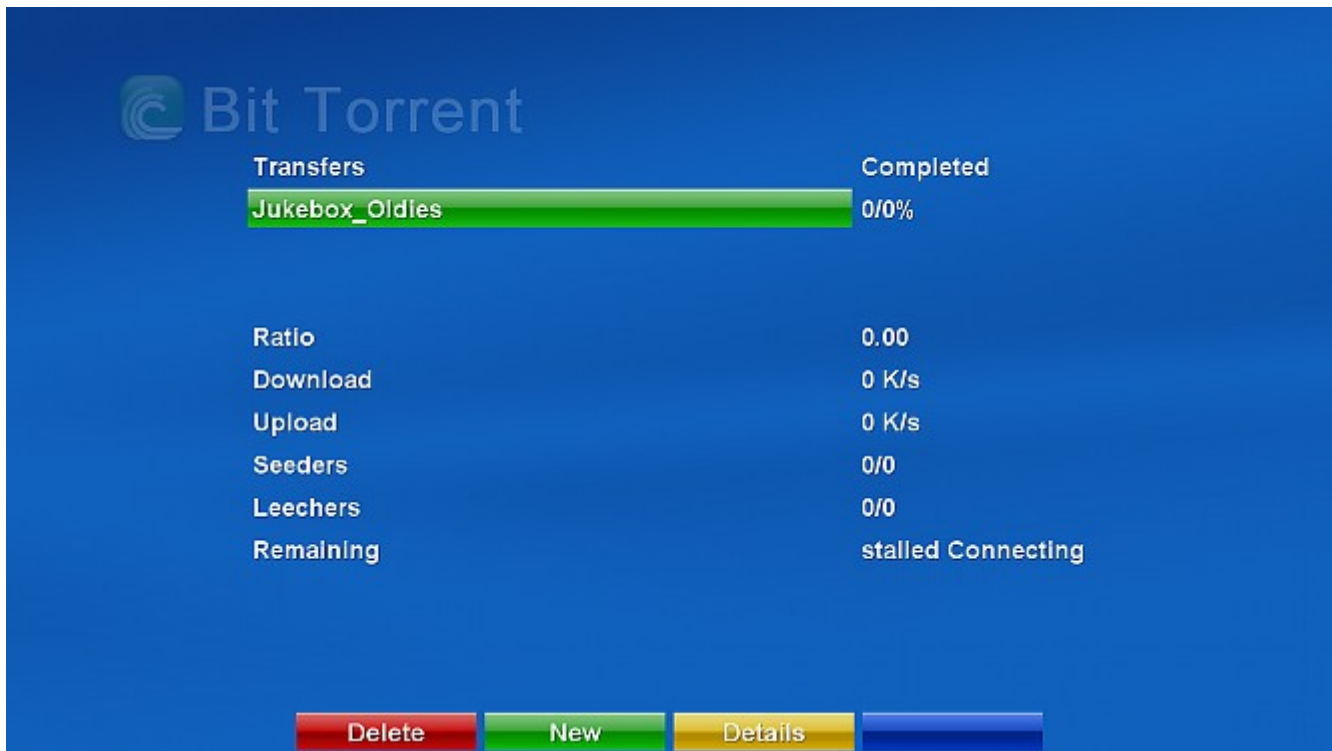 Bit Torrent
Transfers Completed
Jukebox_Oldies 0/0%
Ratio 0.00
Download 0 K/s
Upload 0 K/s
Seeders 0/0
Leechers 0/0
Remaining stalled Connecting
Delete New Details